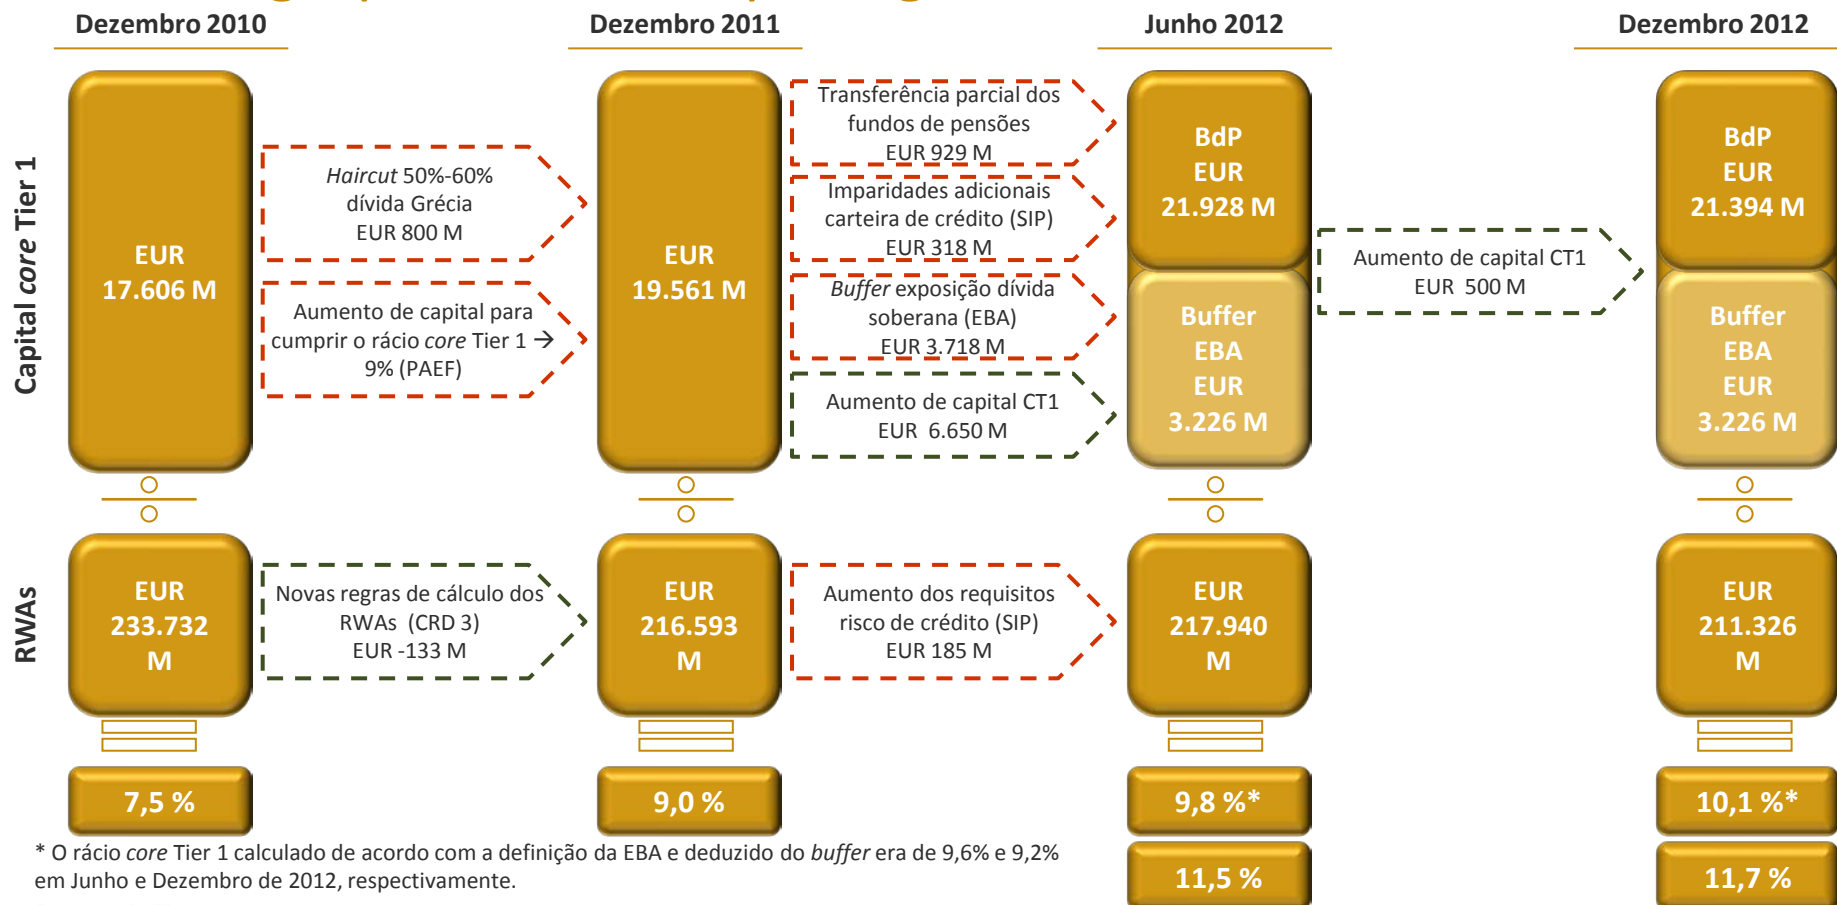 Dezembro 2010
Dezembro 2011
Junho 2012
Dezembro 2012
Capital core Tier 1
EUR
17.606 M
Haircut 50%-60%
dívida Grécia
EUR 800 M
Aumento de capital para
cumprir o rácio core Tier 1 →
9% (PAEF)
EUR
19.561 M
Transferência parcial dos
fundos de pensões
EUR 929 M
Imparidades adicionais
carteira de crédito (SIP)
EUR 318 M
Buffer exposição dívida
soberana (EBA)
EUR 3.718 M
Aumento de capital CT1
EUR 6.650 M
BdP
EUR
21.928 M
Buffer
EBA
EUR
3.226 M
Aumento de capital CT1
EUR 500 M
BdP
EUR
21.394 M
Buffer
EBA
EUR
3.226 M
RWAs
EUR
233.732
M
Novas regras de cálculo dos
RWAs (CRD 3)
EUR -133 M
EUR
216.593
M
Aumento dos requisitos
risco de crédito (SIP)
EUR 185 M
EUR
217.940
M
EUR
211.326
M
7,5 %
9,0 %
9,8 %*
10,1 %*
* O rácio core Tier 1 calculado de acordo com a definição da EBA e deduzido do buffer era de 9,6% e 9,2%
em Junho e Dezembro de 2012, respectivamente.
11,5 %
11,7 %